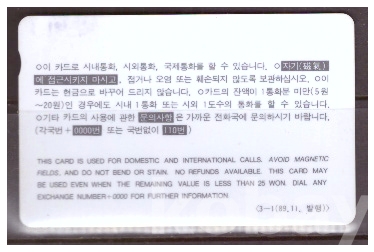 ○이 카드로 시내통화, 시외통화, 국제통화를 할 수 있습니다. ○자기(磁氣)
에 접근시키지 마시고, 접거나 오염 또는 훼손되지 않도록 보관하십시오. ○이
카드는 현금으로 바꾸어 드리지 않습니다. ○카드의 잔액이 1통화분 미만(5원
~20원)인 경우에도 시내 1통화 또는 시외 1도수의 통화를 할 수 있습니다.
○기타 카드의 사용에 관한 문의사항은 가까운 전화국에 문의하시기 바랍니다.
(각국번+0000번 또는 국번없이 110번)
THIS CARD IS USED FOR DOMESTIC AND INTERNATIONAL CALLS. AVOID MAGNETIC
FIELDS, AND DO NOT BEND OR STAIN. NO REFUNDS AVAILABLE. THIS CARD MAY
BE USED EVEN WHEN THE REMAINING VALUE IS LESS THAN 25 WON. DIAL ANY
EXCHANGE NUMBER+0000 FOR FURTHER INFORMATION.
〈3-1(89.11. 발행)〉